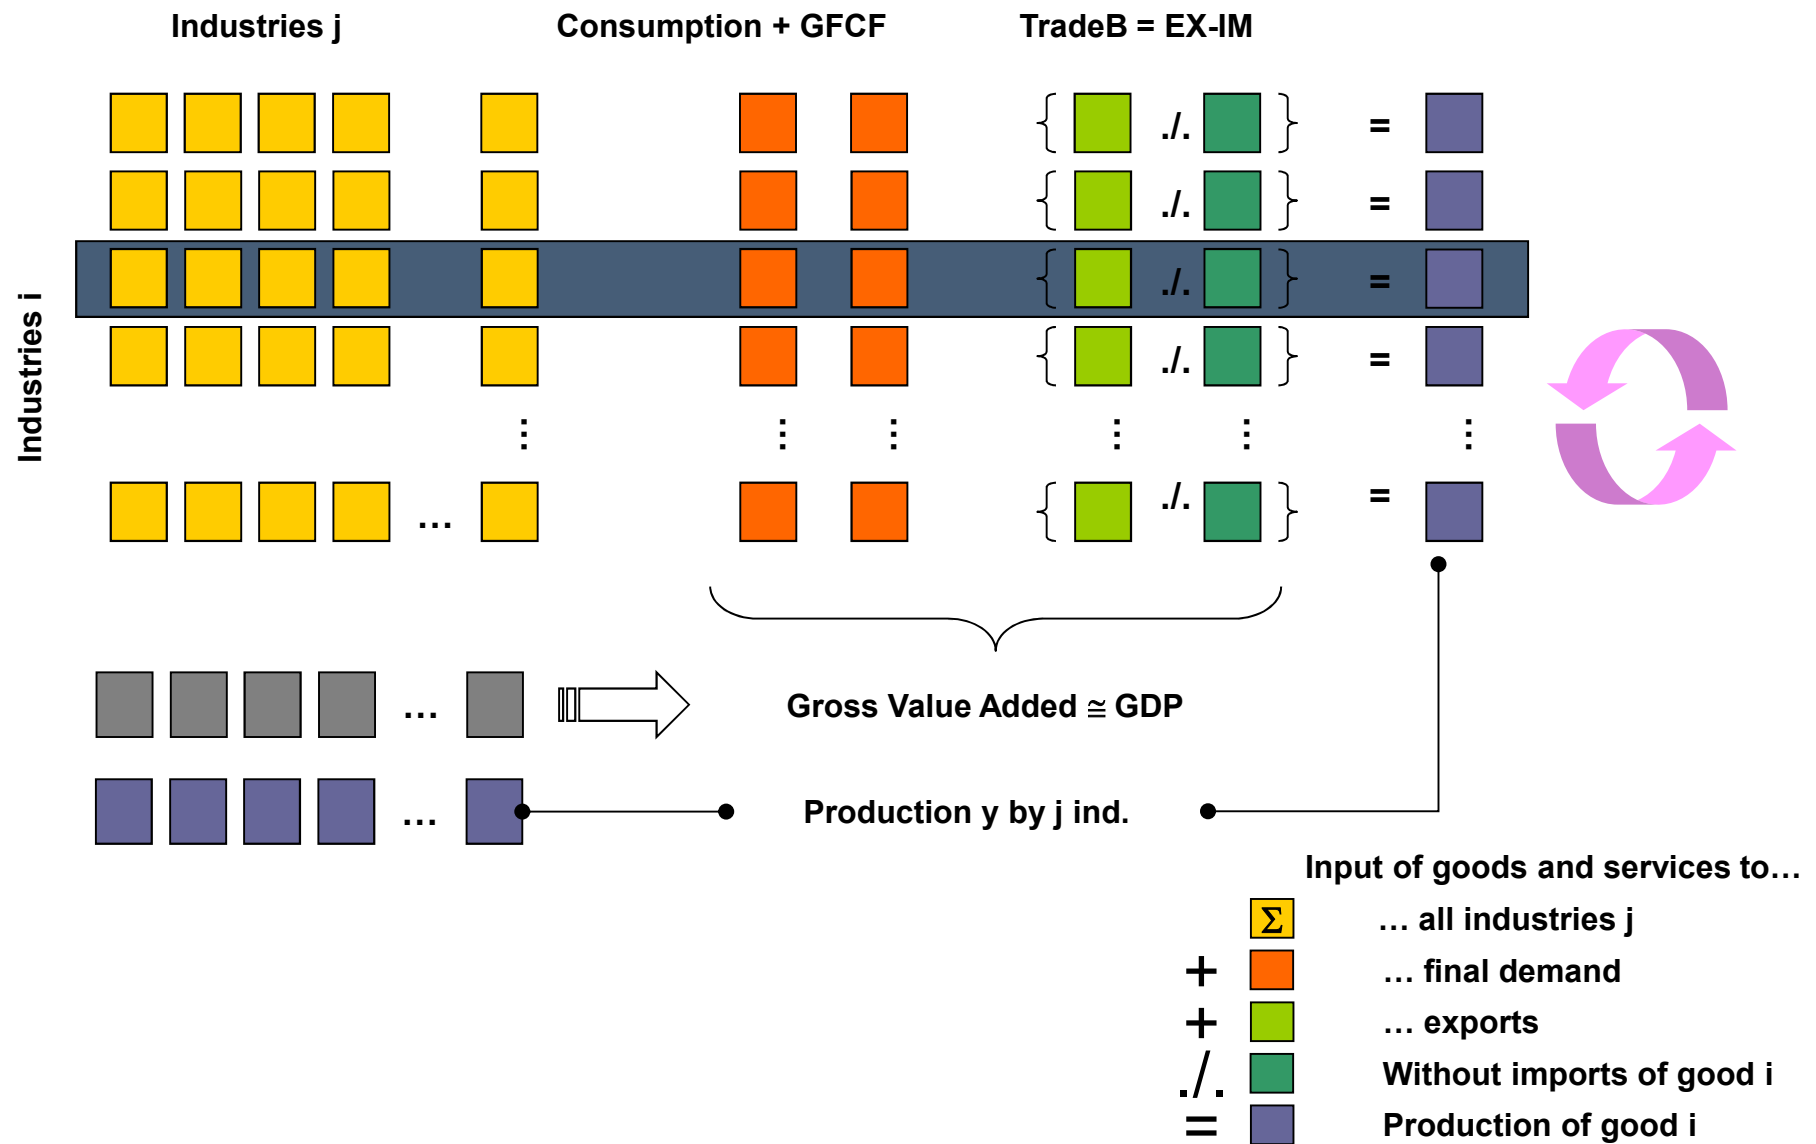 Industries j Consumption + GFCF TradeB = EX-IM
./. =
./. =
./. =
./. =
Industries i
⋮ ⋮ ⋮ ⋮ ⋮ ⋮
… ./. =
… Gross Value Added ≅ GDP
… Production y by j ind.
Input of goods and services to…
Σ … all industries j
+ … final demand
+ … exports
./. Without imports of good i
= Production of good i